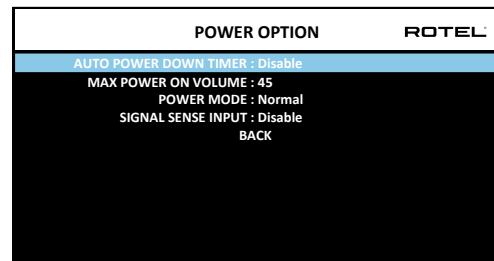 POWER OPTION ROTEL
AUTO POWER DOWN TIMER : Disable
MAX POWER ON VOLUME : 45
POWER MODE : Normal
SIGNAL SENSE INPUT : Disable
BACK